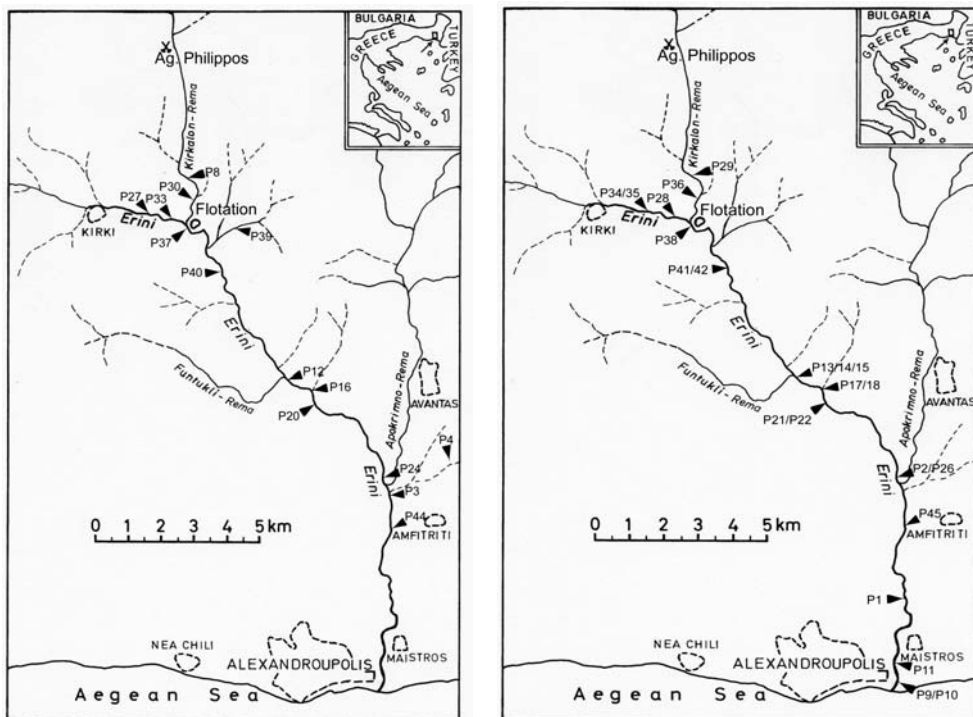 BULGARIA
GREECE
TURKEY
Aegean Sea
Ag. Philippos
Kirkalon-Rema
P8
P30
P27
P33
Flotation
Erini
KIRKI
P37
P39
P40
Erini
P12
P16
P20
Funtukli-Rema
Apokrimno-Rema
AVANTAS
P4
P24
Erini
P3
0 1 2 3 4 5 km
P44
AMFITRITI
NEA CHILI
ALEXANDROUPOLIS
MAISTROS
Aegean Sea
BULGARIA
GREECE
TURKEY
Aegean Sea
Ag. Philippos
Kirkalon-Rema
P29
P36
P34/35
P28
Flotation
Erini
KIRKI
P38
P41/42
Erini
P13/14/15
P17/18
P21/P22
Funtukli-Rema
Apokrimno-Rema
AVANTAS
P2/P26
Erini
0 1 2 3 4 5 km
P45
AMFITRITI
P1
NEA CHILI
ALEXANDROUPOLIS
MAISTROS
P11
P9/P10
Aegean Sea